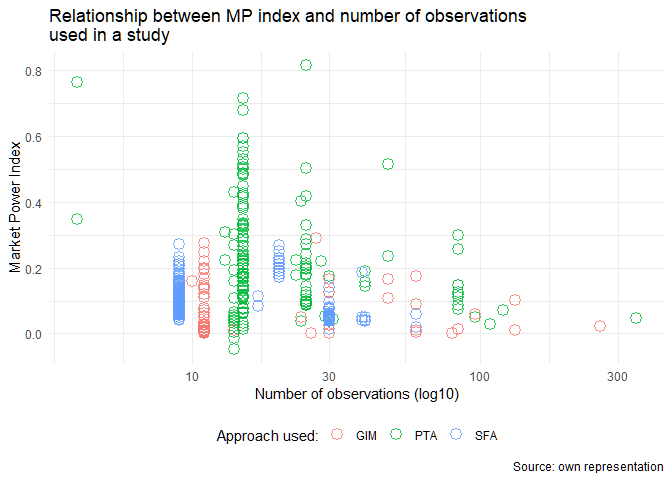 Relationship between MP index and number of observations
used in a study
0.8
0.6
0.4
0.2
0.0
Market Power Index
10
30
100
300
Number of observations (log10)
Approach used: GIM PTA SFA
Source: own representation